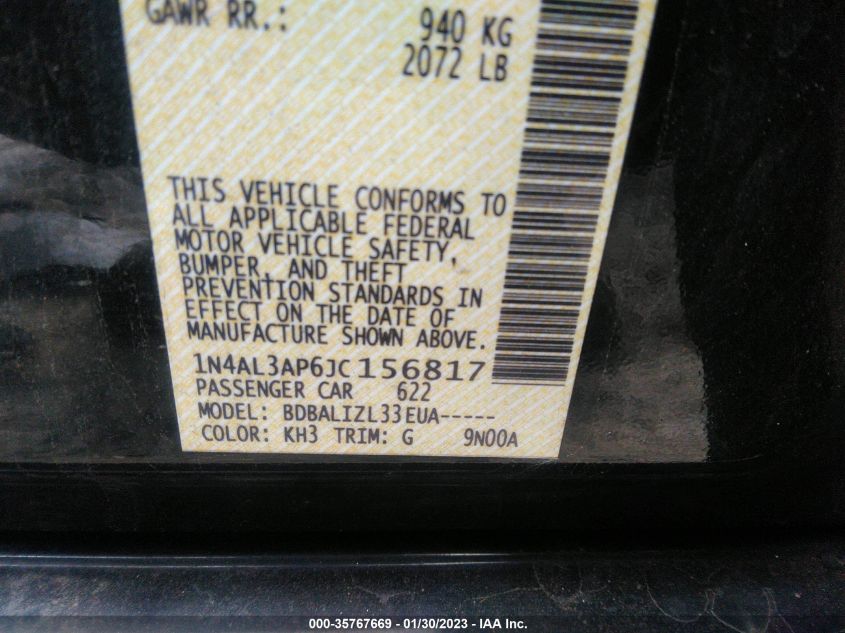 GAWR RR.: 940 KG
2072 LB
THIS VEHICLE CONFORMS TO
ALL APPLICABLE FEDERAL
MOTOR VEHICLE SAFETY,
BUMPER, AND THEFT
PREVENTION STANDARDS IN
EFFECT ON THE DATE OF
MANUFACTURE SHOWN ABOVE.
1N4AL3AP6JC156817
PASSENGER CAR 622
MODEL: BDBALIZL33EUA-----
COLOR: KH3 TRIM: G 9N00A
000-35767669 - 01/30/2023 - IAA Inc.